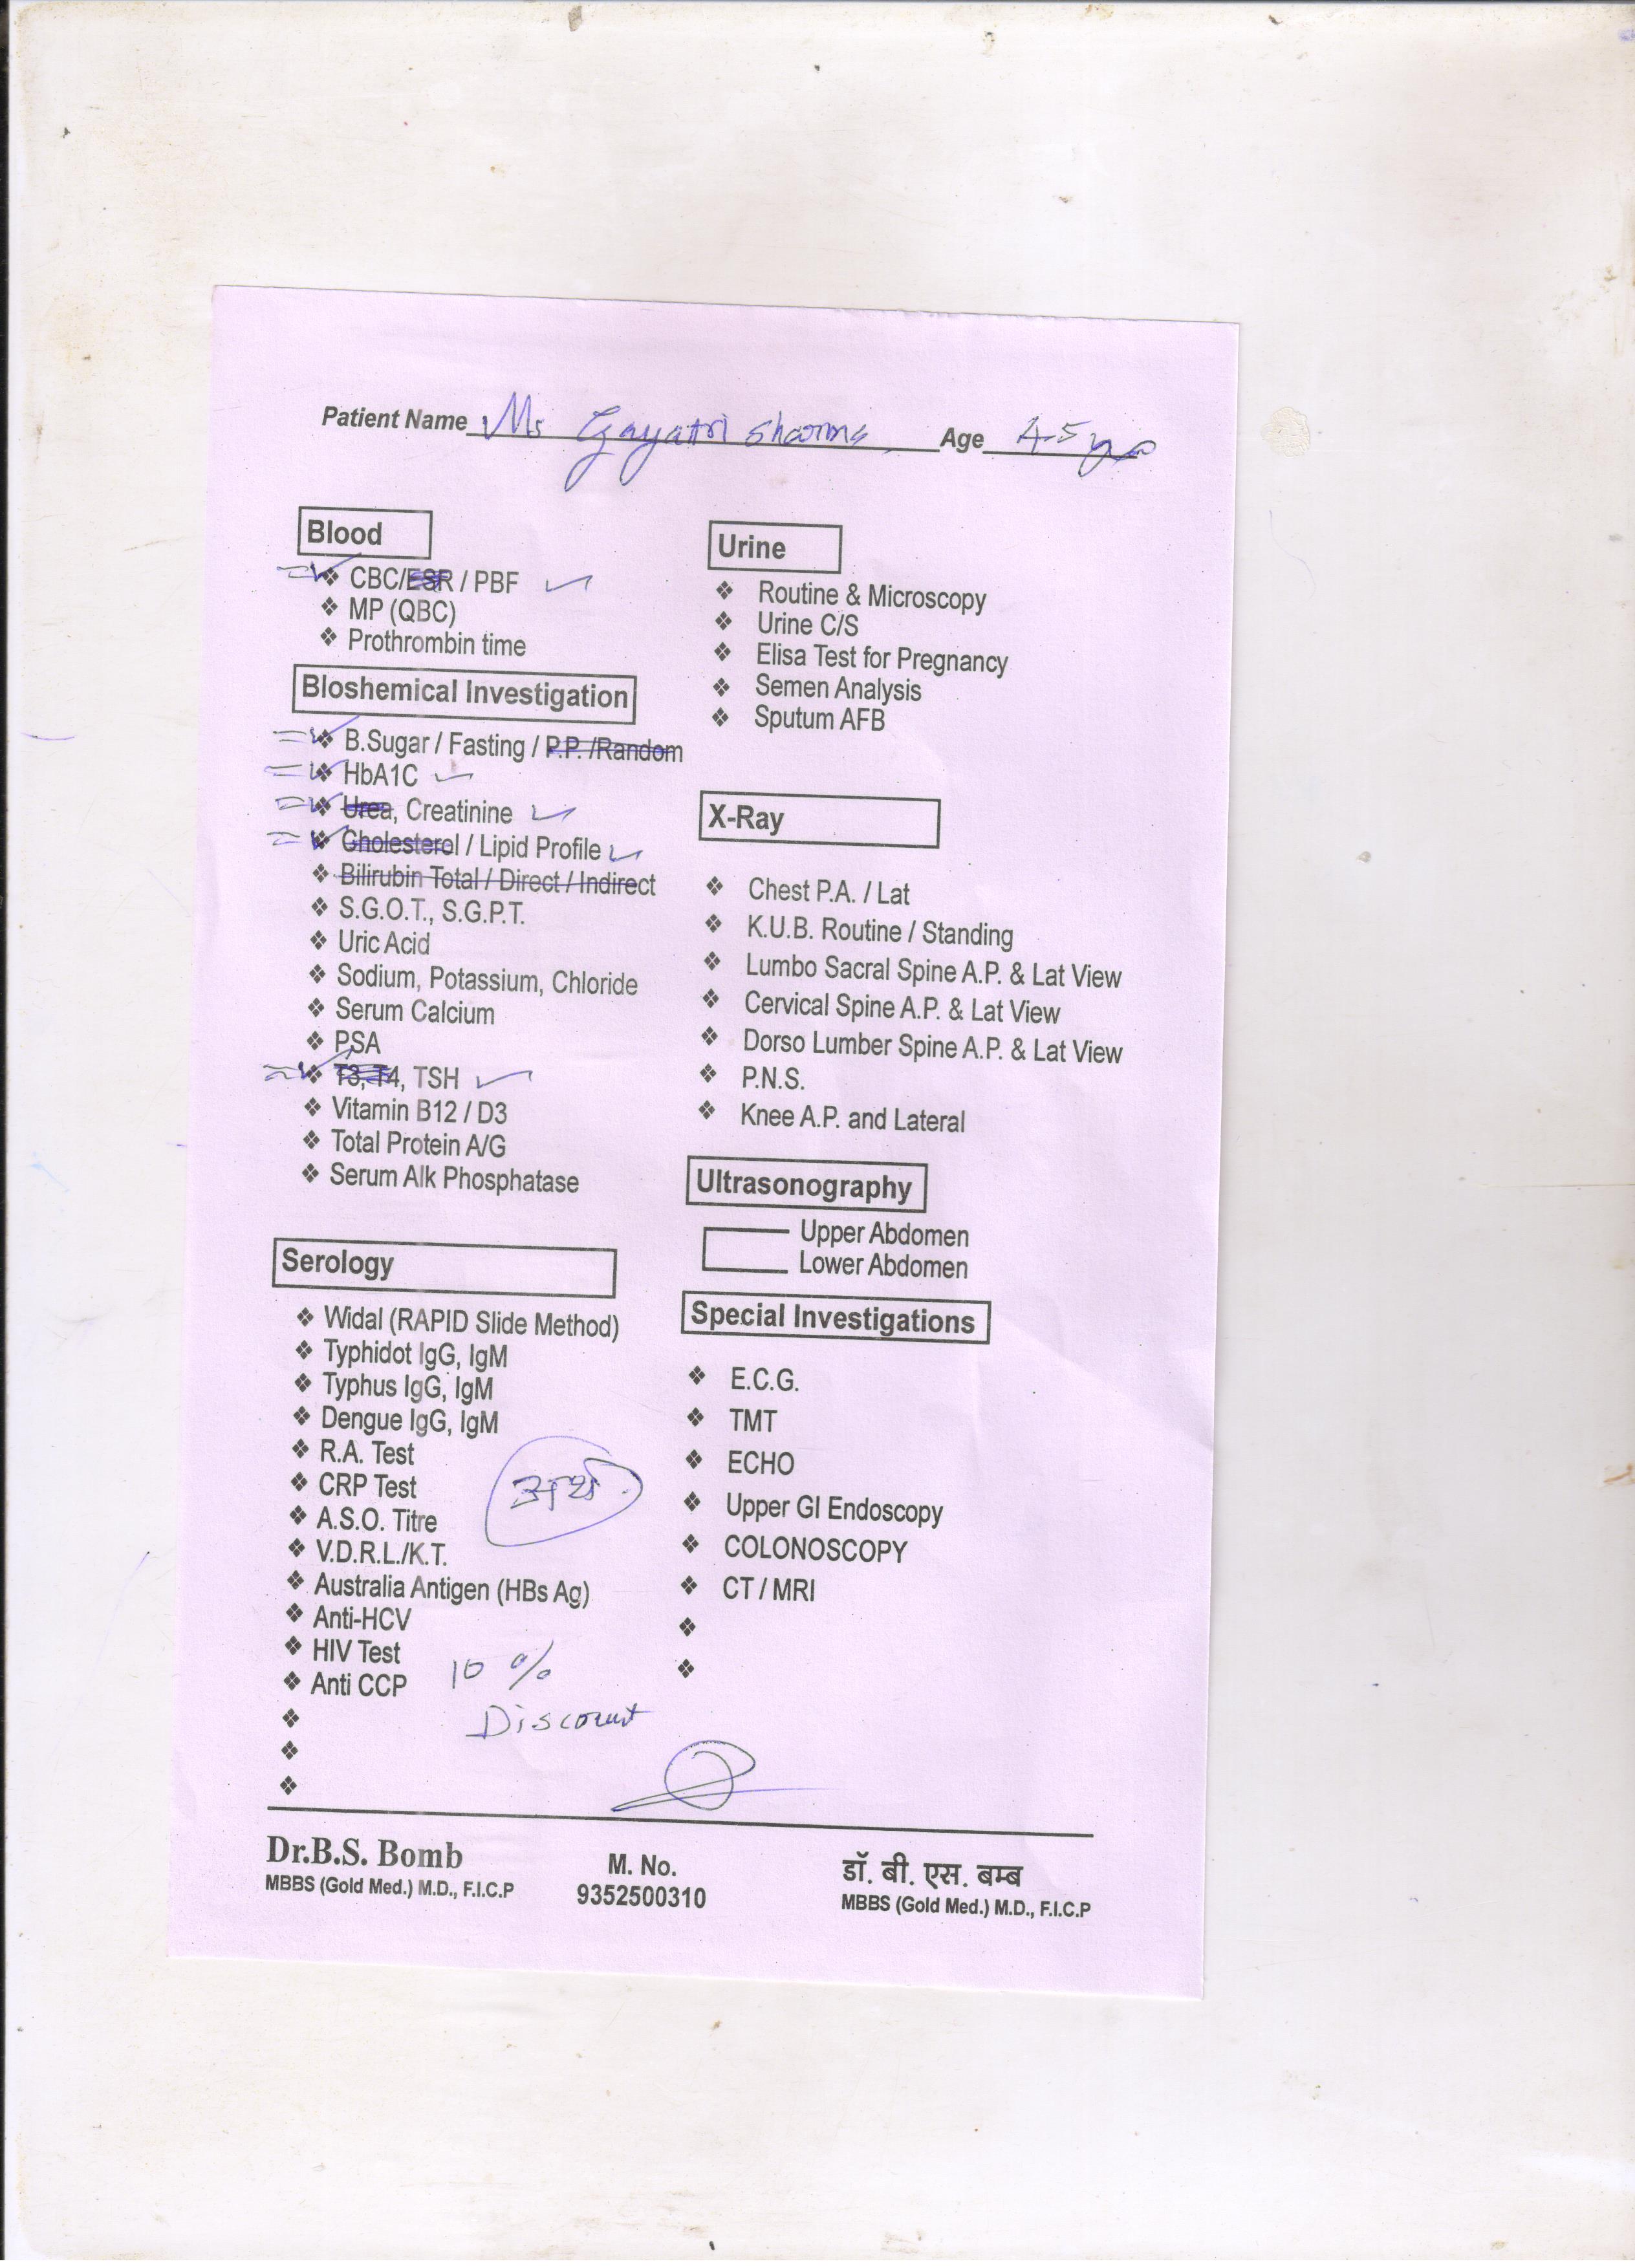 Patient Name Ms Gayatri Sharma Age 45 yrs
Blood
CBC/ESR / PBF
MP (QBC)
Prothrombin time
Bloshemical Investigation
B.Sugar / Fasting / P.P. /Random
HbA1C
Urea, Creatinine
Cholesterol / Lipid Profile
Bilirubin Total / Direct / Indirect
S.G.O.T., S.G.P.T.
Uric Acid
Sodium, Potassium, Chloride
Serum Calcium
PSA
T3, T4, TSH
Vitamin B12 / D3
Total Protein A/G
Serum Alk Phosphatase
Serology
Widal (RAPID Slide Method)
Typhidot IgG, IgM
Typhus IgG, IgM
Dengue IgG, IgM
R.A. Test
CRP Test
A.S.O. Titre
V.D.R.L./K.T.
Australia Antigen (HBs Ag)
Anti-HCV
HIV Test
Anti CCP
10 %
Discount
Urine
Routine & Microscopy
Urine C/S
Elisa Test for Pregnancy
Semen Analysis
Sputum AFB
X-Ray
Chest P.A. / Lat
K.U.B. Routine / Standing
Lumbo Sacral Spine A.P. & Lat View
Cervical Spine A.P. & Lat View
Dorso Lumber Spine A.P. & Lat View
P.N.S.
Knee A.P. and Lateral
Ultrasonography
Upper Abdomen
Lower Abdomen
Special Investigations
E.C.G.
TMT
ECHO
Upper GI Endoscopy
COLONOSCOPY
CT / MRI
Dr.B.S. Bomb
MBBS (Gold Med.) M.D., F.I.C.P
M. No.
9352500310
डॉ. बी. एस. बम्ब
MBBS (Gold Med.) M.D., F.I.C.P